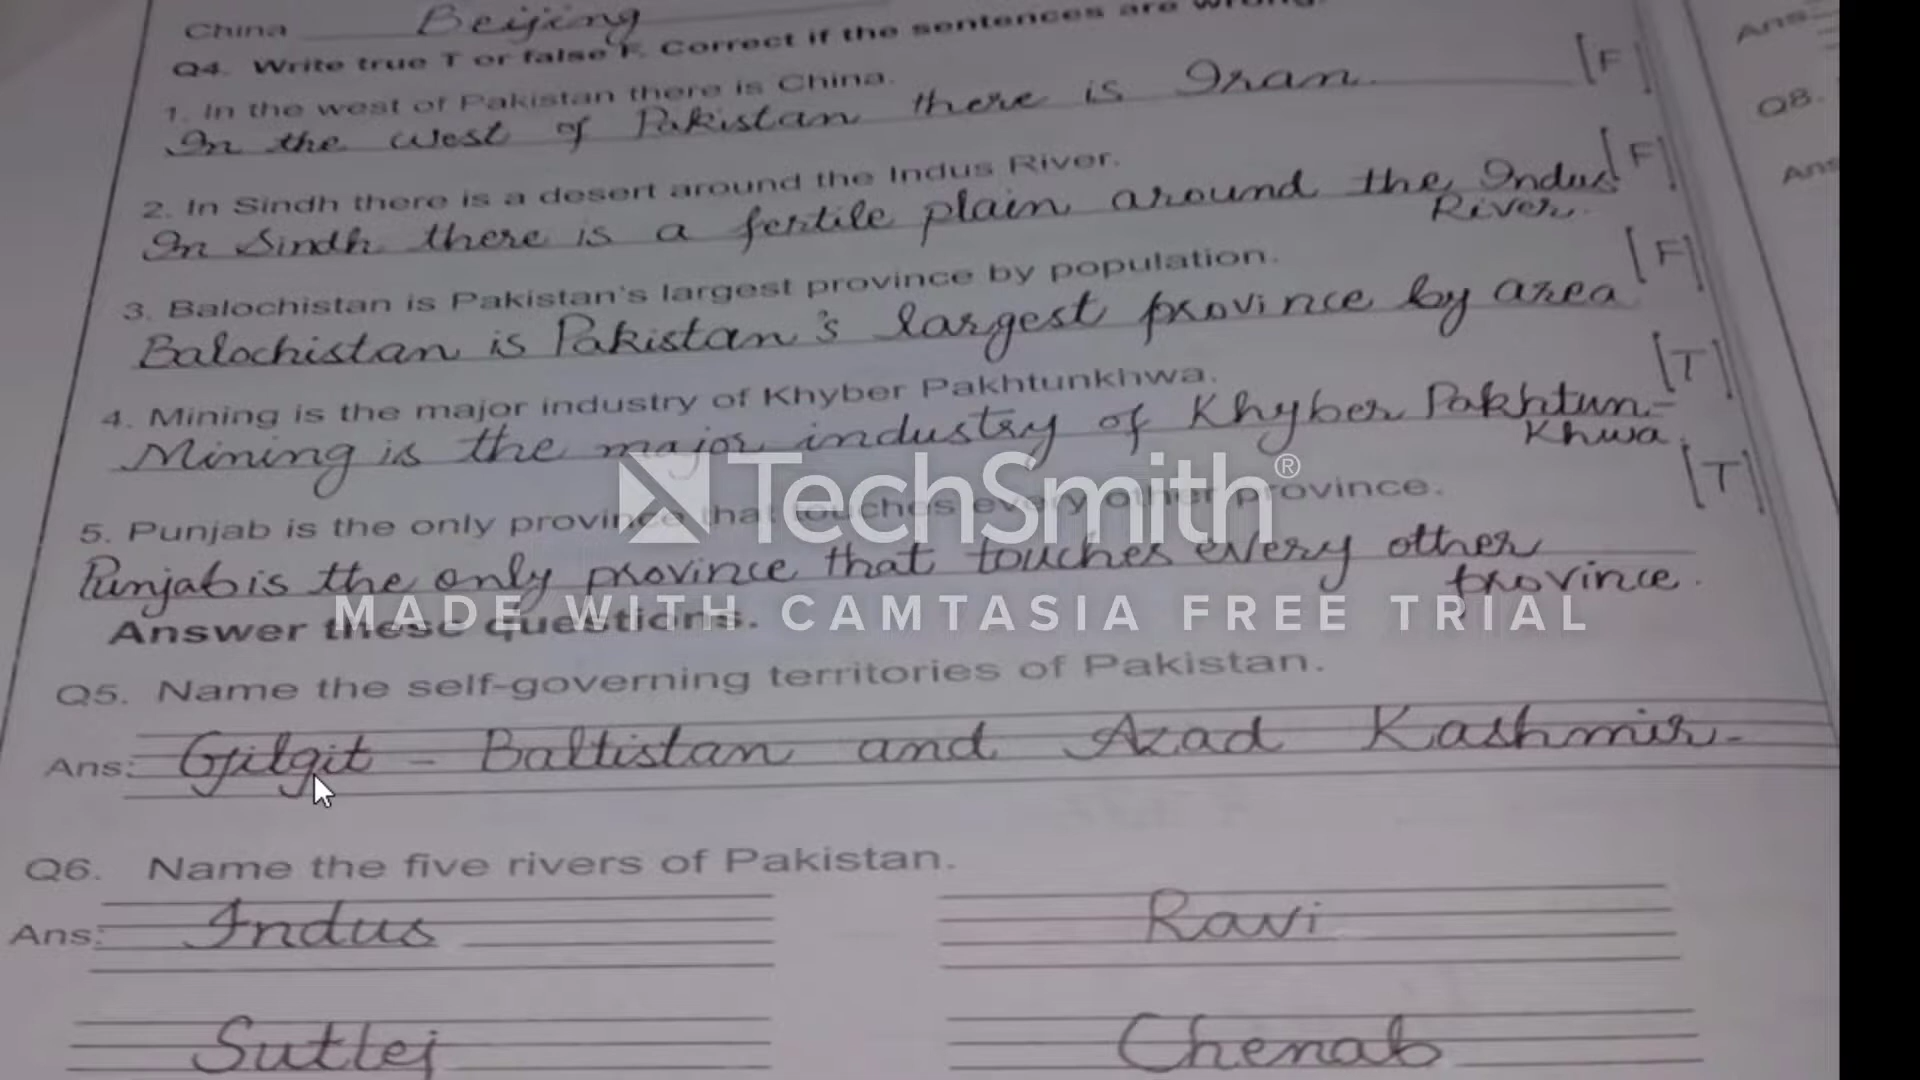 China Beijing
Q4. Write true T or false F. Correct if the sentences are wrong.
1. In the west of Pakistan there is China. [F]
In the west of Pakistan there is Iran.
2. In Sindh there is a desert around the Indus River. [F]
In Sindh there is a fertile plain around the Indus
River.
3. Balochistan is Pakistan's largest province by population. [F]
Balochistan is Pakistan's largest province by area
4. Mining is the major industry of Khyber Pakhtunkhwa. [T]
Mining is the major industry of Khyber Pakhtun-
Khwa.
5. Punjab is the only province that touches every other province. [T]
TechSmith®
Punjab is the only province that touches every other
province.
MADE WITH CAMTASIA FREE TRIAL
Answer these questions.
Q5. Name the self-governing territories of Pakistan.
Ans: Gilgit - Baltistan and Azad Kashmir.
Q6. Name the five rivers of Pakistan.
Ans: Indus Ravi
Sutlej Chenab
Ans
Q8.
Ans